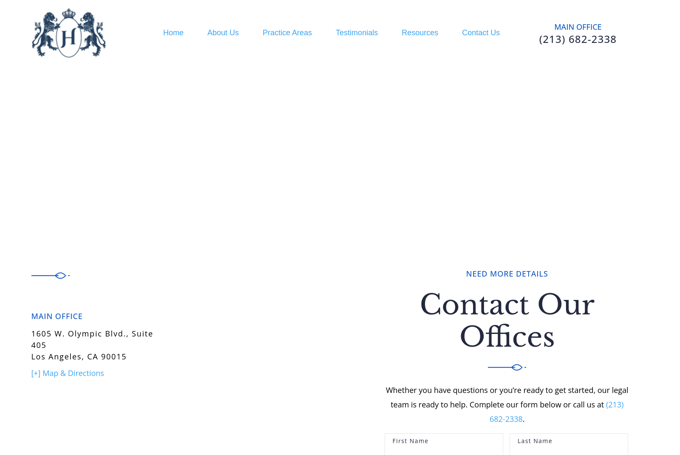 H
Home
About Us
Practice Areas
Testimonials
Resources
Contact Us
MAIN OFFICE
(213) 682-2338
MAIN OFFICE
1605 W. Olympic Blvd., Suite
405
Los Angeles, CA 90015
[+] Map & Directions
NEED MORE DETAILS
Contact Our
Offices
Whether you have questions or you’re ready to get started, our legal
team is ready to help. Complete our form below or call us at (213)
682-2338.
First Name
Last Name